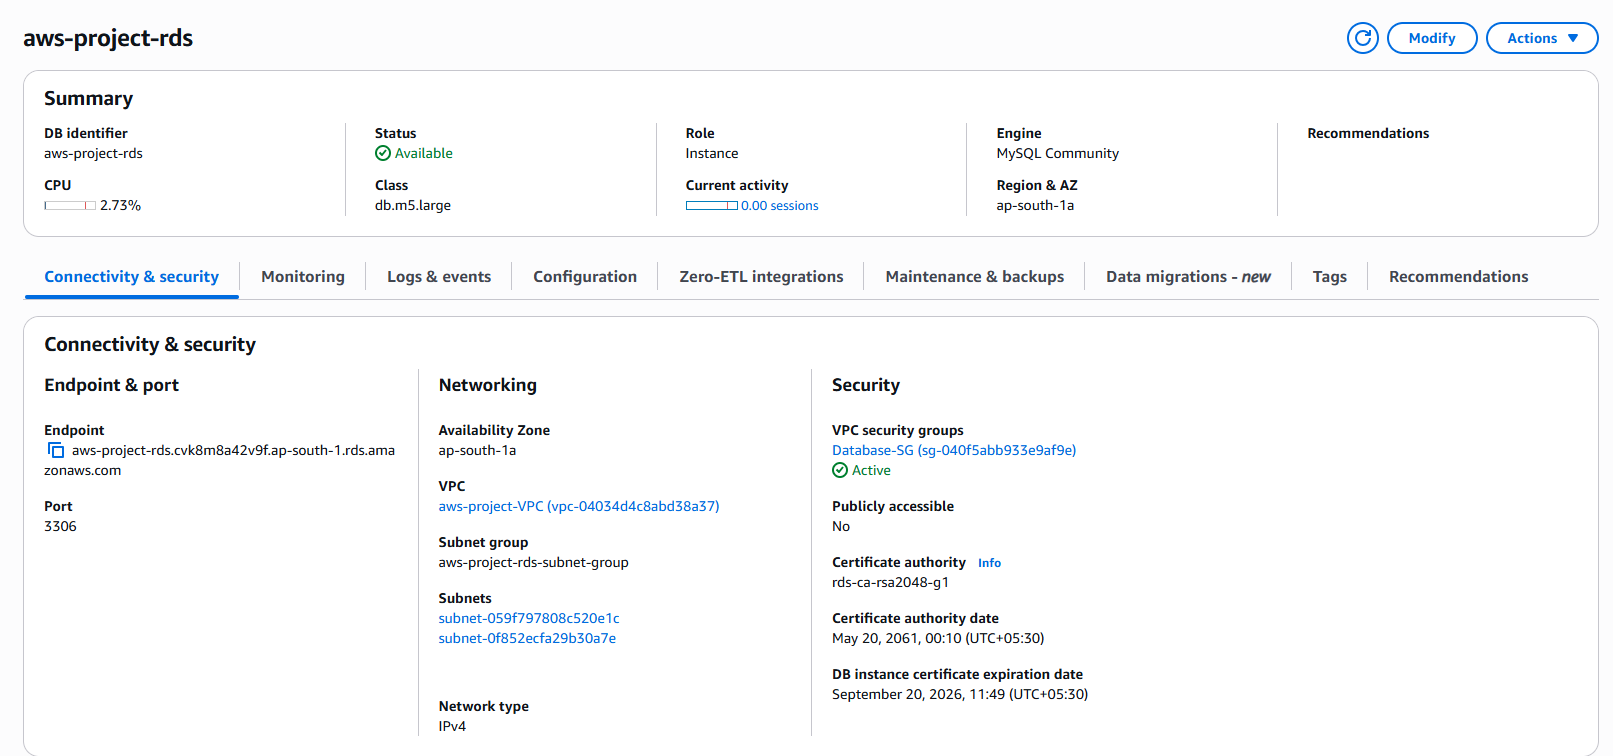 aws-project-rds
Modify
Actions
Summary
DB identifier
aws-project-rds
Status
Available
Role
Instance
Engine
MySQL Community
Recommendations
CPU
2.73%
Class
db.m5.large
Current activity
0.00 sessions
Region & AZ
ap-south-1a
Connectivity & security
Monitoring
Logs & events
Configuration
Zero-ETL integrations
Maintenance & backups
Data migrations - new
Tags
Recommendations
Connectivity & security
Endpoint & port
Endpoint
aws-project-rds.cvk8m8a42v9f.ap-south-1.rds.ama
zonaws.com
Port
3306
Networking
Availability Zone
ap-south-1a
VPC
aws-project-VPC (vpc-04034d4c8abd38a37)
Subnet group
aws-project-rds-subnet-group
Subnets
subnet-059f797808c520e1c
subnet-0f852ecfa29b30a7e
Network type
IPv4
Security
VPC security groups
Database-SG (sg-040f5abb933e9af9e)
Active
Publicly accessible
No
Certificate authority Info
rds-ca-rsa2048-g1
Certificate authority date
May 20, 2061, 00:10 (UTC+05:30)
DB instance certificate expiration date
September 20, 2026, 11:49 (UTC+05:30)